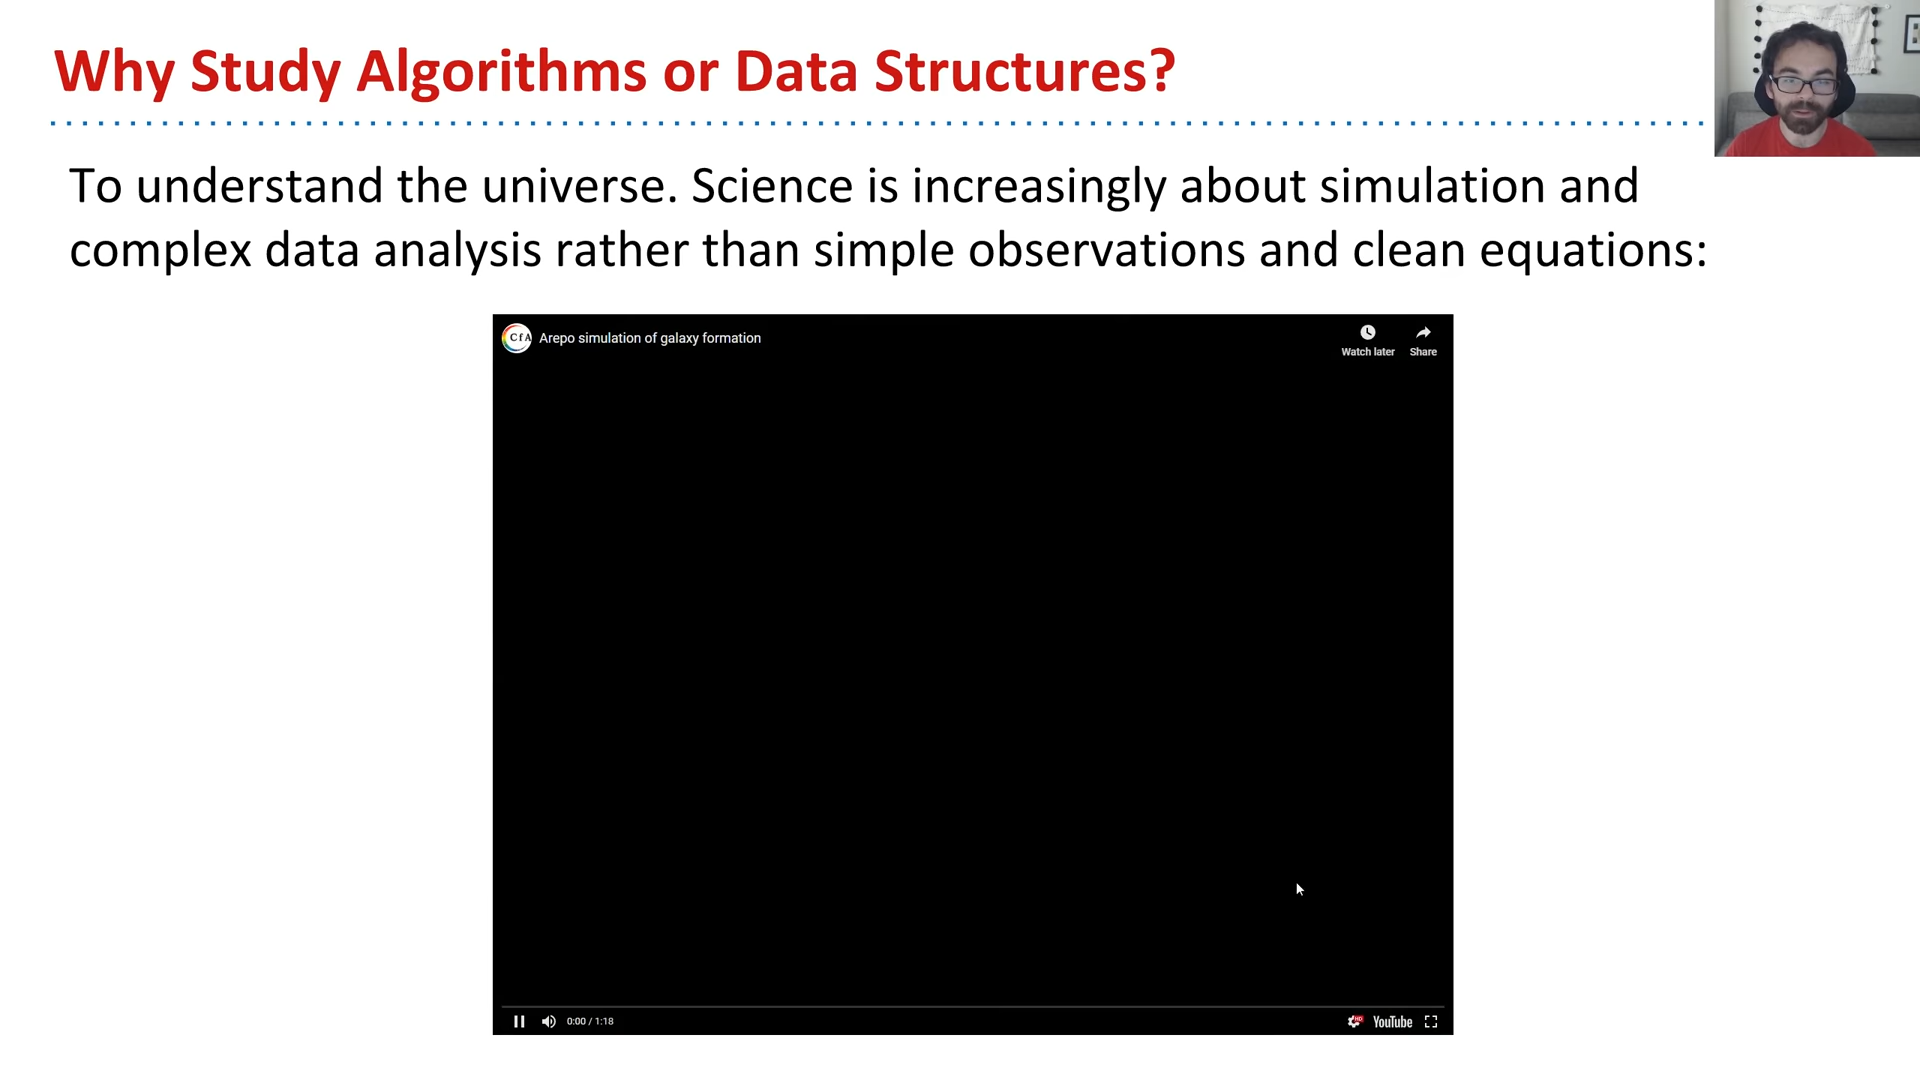 Why Study Algorithms or Data Structures?
To understand the universe. Science is increasingly about simulation and
complex data analysis rather than simple observations and clean equations:
CfA
Arepo simulation of galaxy formation
Watch later
Share
0:00 / 1:18
HD
YouTube